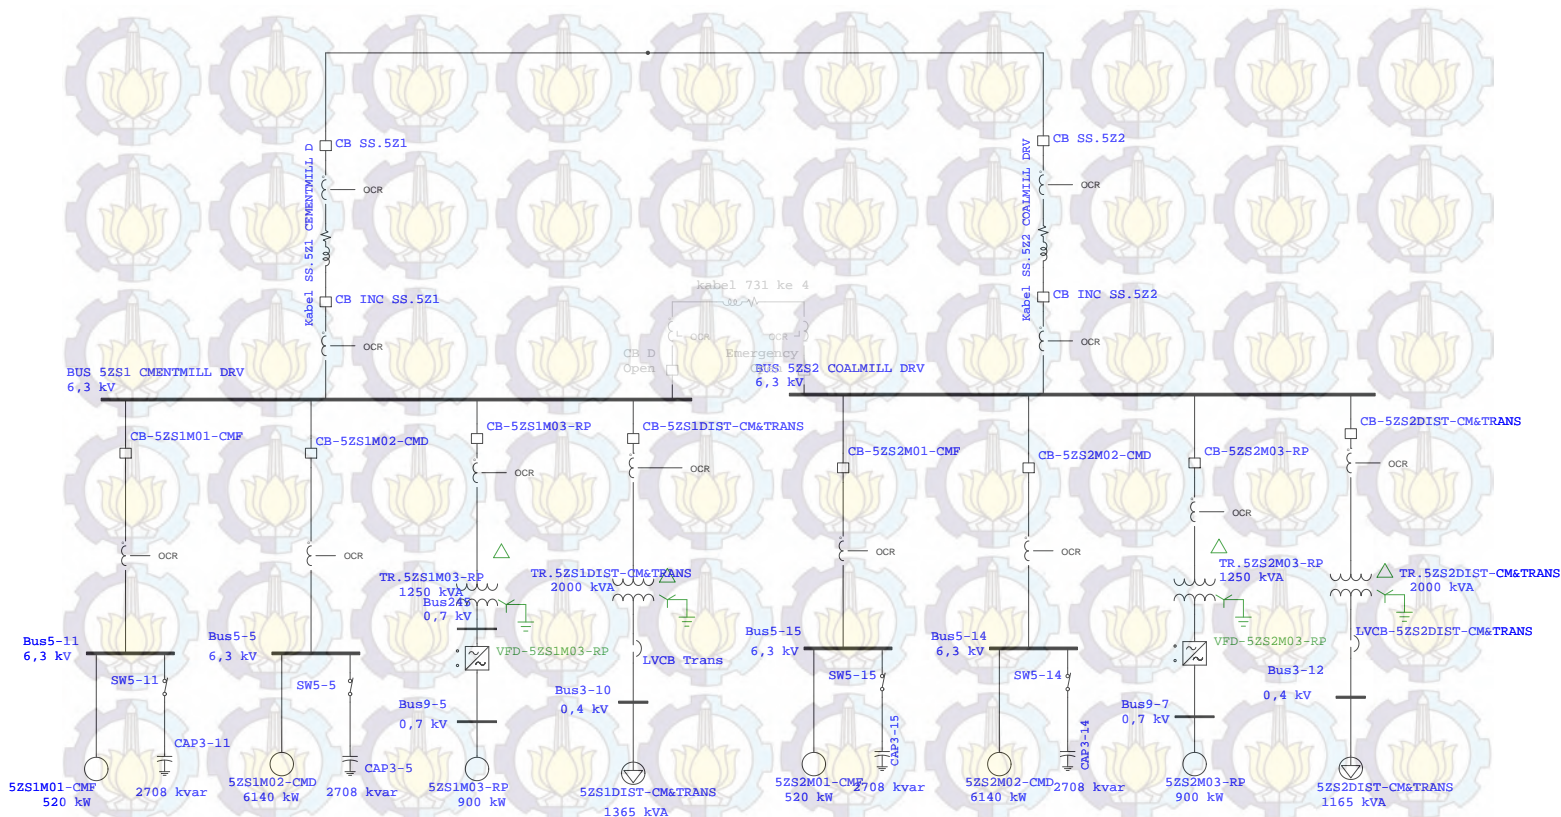 CB SS.5Z1
CB SS.5Z2
Kabel SS.5Z1 CEMENTMILL D
OCR
Kabel SS.5Z2 COALMILL DRV
OCR
CB INC SS.5Z1
CB INC SS.5Z2
kabel 731 ke 4
OCR
OCR
OCR
OCR
CB D
Open
Emergency
BUS 5ZS1 CMENTMILL DRV
6,3 kV
BUS 5ZS2 COALMILL DRV
6,3 kV
CB-5ZS1M01-CMF
CB-5ZS1M02-CMD
CB-5ZS1M03-RP
CB-5ZS1DIST-CM&TRANS
CB-5ZS2M01-CMF
CB-5ZS2M02-CMD
CB-5ZS2M03-RP
CB-5ZS2DIST-CM&TRANS
OCR
OCR
OCR
OCR
OCR
OCR
OCR
OCR
TR.5ZS1M03-RP
1250 kVA
TR.5ZS1DIST-CM&TRANS
2000 kVA
TR.5ZS2M03-RP
1250 kVA
TR.5ZS2DIST-CM&TRANS
2000 kVA
Bus245
0,7 kV
Bus5-11
6,3 kV
Bus5-5
6,3 kV
VFD-5ZS1M03-RP
LVCB Trans
Bus5-15
6,3 kV
Bus5-14
6,3 kV
VFD-5ZS2M03-RP
LVCB-5ZS2DIST-CM&TRANS
SW5-11
SW5-5
Bus9-5
0,7 kV
Bus3-10
0,4 kV
SW5-15
SW5-14
Bus9-7
0,7 kV
Bus3-12
0,4 kV
CAP3-11
CAP3-5
CAP3-15
CAP3-14
5ZS1M01-CMF
520 kW
2708 kvar
5ZS1M02-CMD
6140 kW
2708 kvar
5ZS1M03-RP
900 kW
5ZS1DIST-CM&TRANS
1365 kVA
5ZS2M01-CMF
520 kW
2708 kvar
5ZS2M02-CMD
6140 kW
2708 kvar
5ZS2M03-RP
900 kW
5ZS2DIST-CM&TRANS
1165 kVA